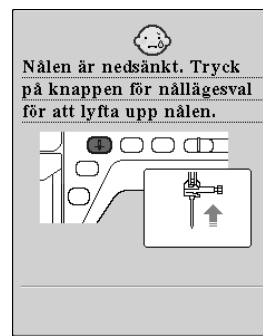 Nålen är nedsänkt. Tryck
på knappen för nållägesval
för att lyfta upp nålen.